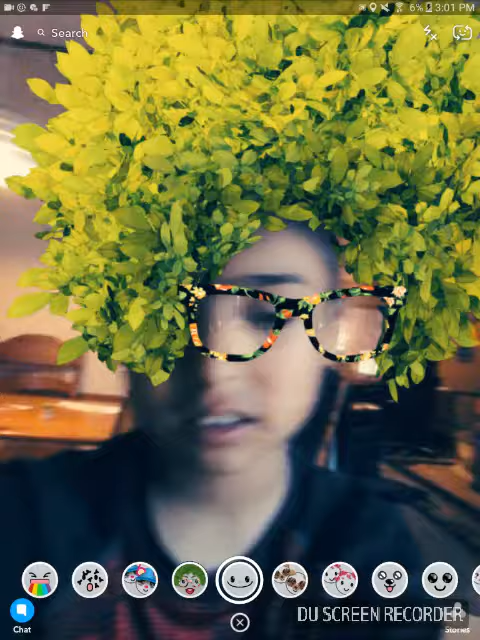 6% 3:01 PM
Search
DU SCREEN RECORDER
Chat
Stories